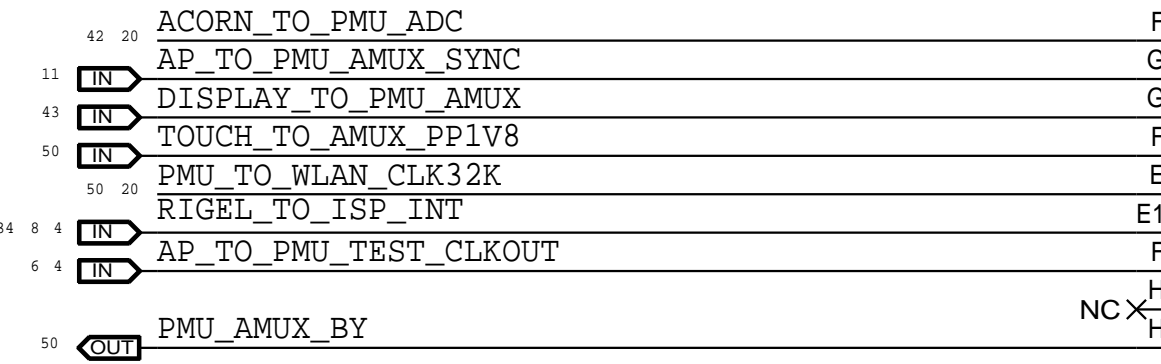 42 20 ACORN_TO_PMU_ADC F
11 IN AP_TO_PMU_AMUX_SYNC G
43 IN DISPLAY_TO_PMU_AMUX G
50 IN TOUCH_TO_AMUX_PP1V8 F
50 20 PMU_TO_WLAN_CLK32K E
34 8 4 IN RIGEL_TO_ISP_INT E1
6 4 IN AP_TO_PMU_TEST_CLKOUT F
NC H
50 OUT PMU_AMUX_BY H